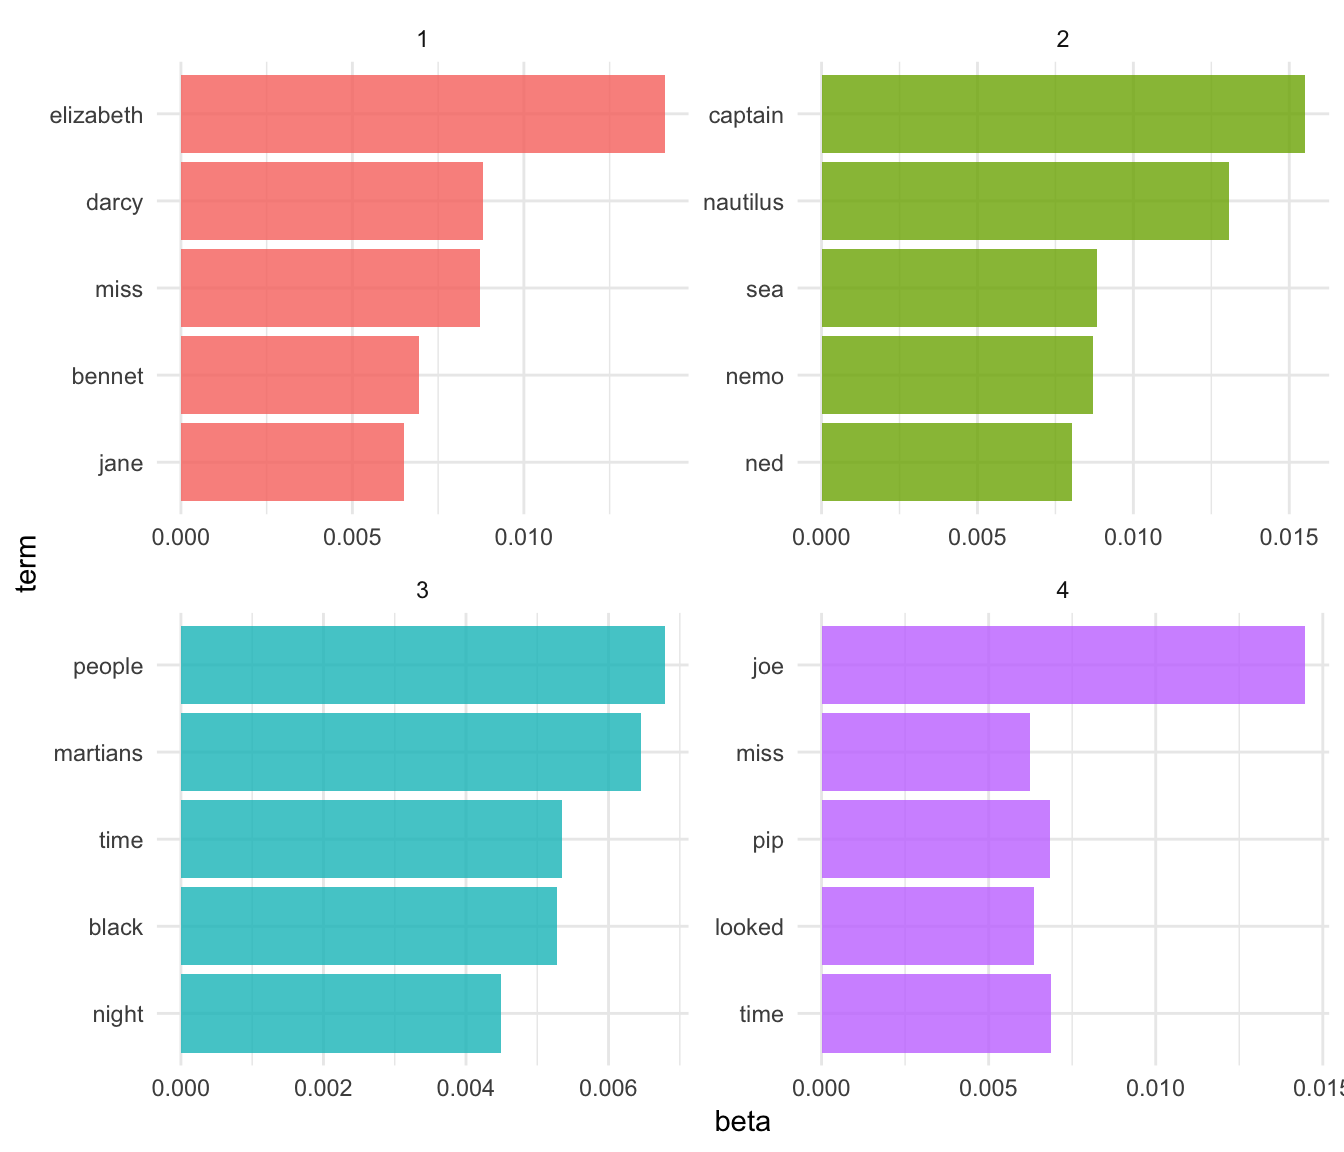 1
elizabeth
darcy
miss
bennet
jane
0.000 0.005 0.010
2
captain
nautilus
sea
nemo
ned
0.000 0.005 0.010 0.015
3
people
martians
time
black
night
0.000 0.002 0.004 0.006
4
joe
miss
pip
looked
time
0.000 0.005 0.010 0.015
term
beta